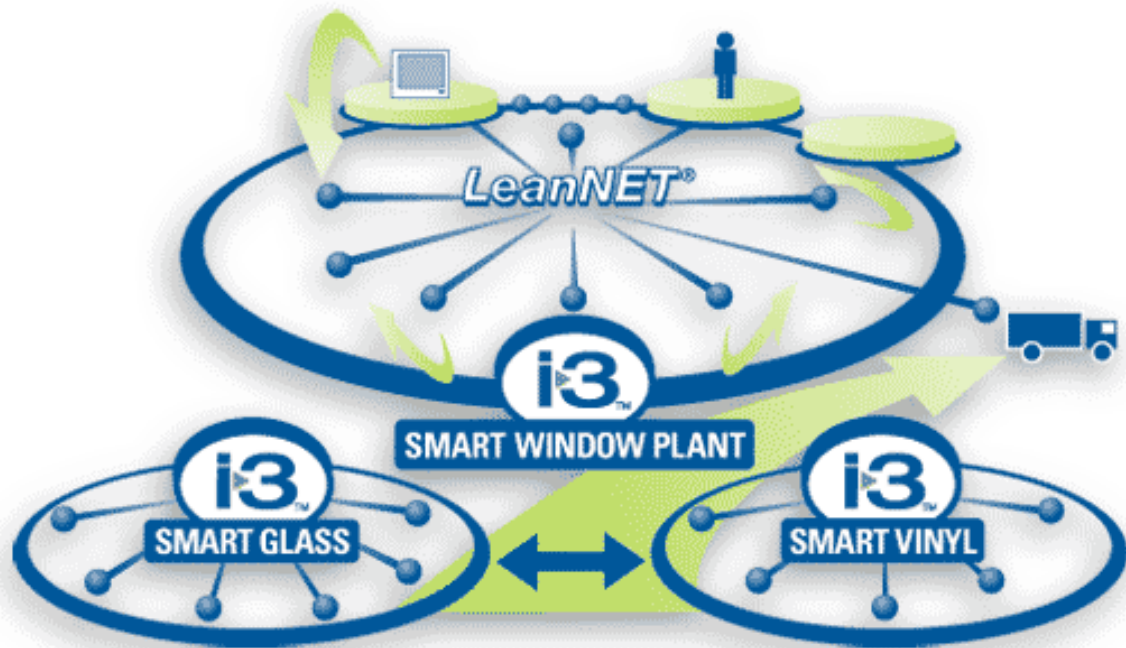 LeanNET®
i3™
SMART WINDOW PLANT
i3™
SMART GLASS
i3™
SMART VINYL